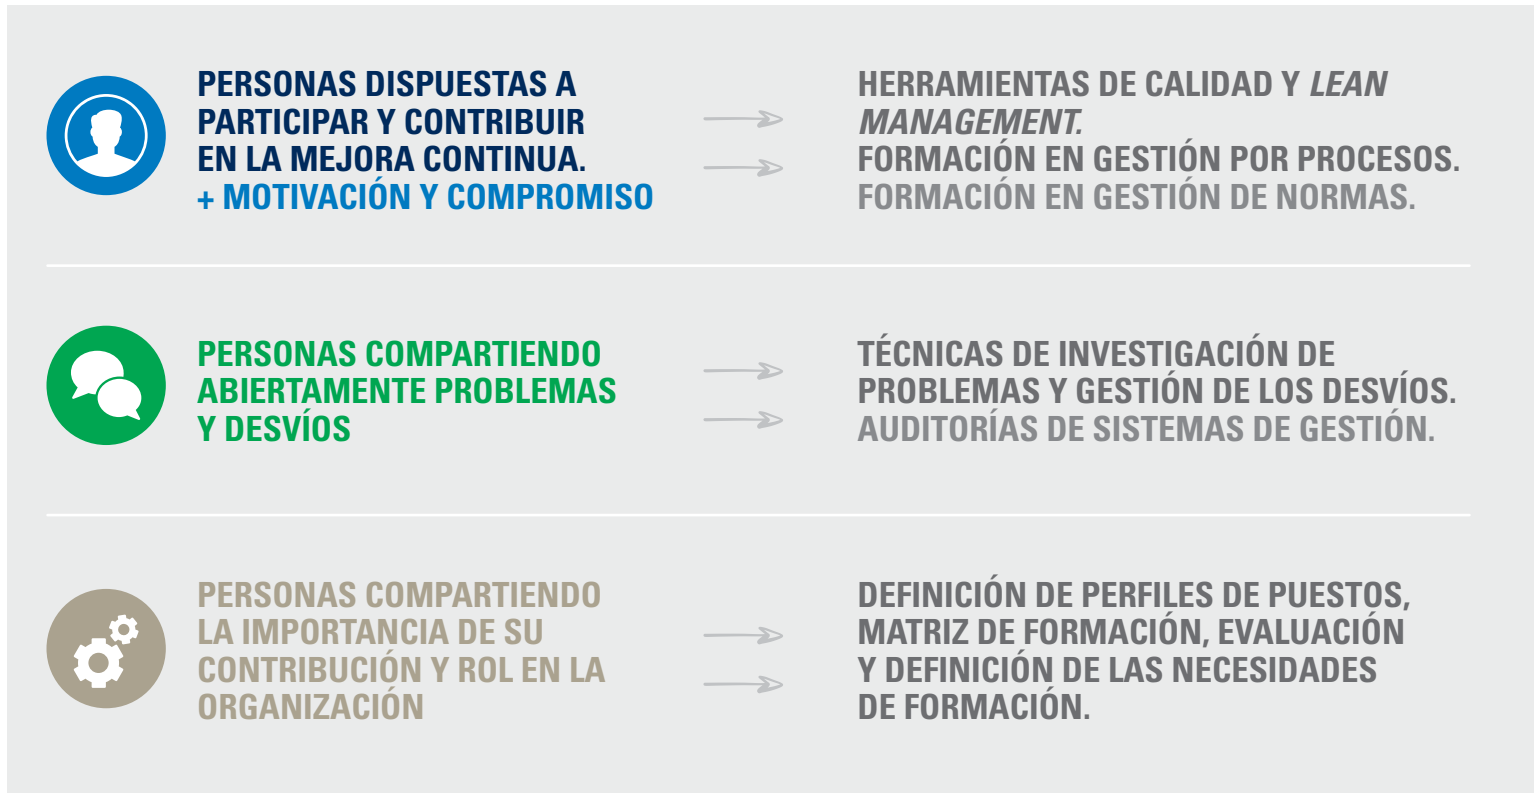 PERSONAS DISPUESTAS A
PARTICIPAR Y CONTRIBUIR
EN LA MEJORA CONTINUA.
+ MOTIVACIÓN Y COMPROMISO
HERRAMIENTAS DE CALIDAD Y LEAN
MANAGEMENT.
FORMACIÓN EN GESTIÓN POR PROCESOS.
FORMACIÓN EN GESTIÓN DE NORMAS.
PERSONAS COMPARTIENDO
ABIERTAMENTE PROBLEMAS
Y DESVÍOS
TÉCNICAS DE INVESTIGACIÓN DE
PROBLEMAS Y GESTIÓN DE LOS DESVÍOS.
AUDITORÍAS DE SISTEMAS DE GESTIÓN.
PERSONAS COMPARTIENDO
LA IMPORTANCIA DE SU
CONTRIBUCIÓN Y ROL EN LA
ORGANIZACIÓN
DEFINICIÓN DE PERFILES DE PUESTOS,
MATRIZ DE FORMACIÓN, EVALUACIÓN
Y DEFINICIÓN DE LAS NECESIDADES
DE FORMACIÓN.